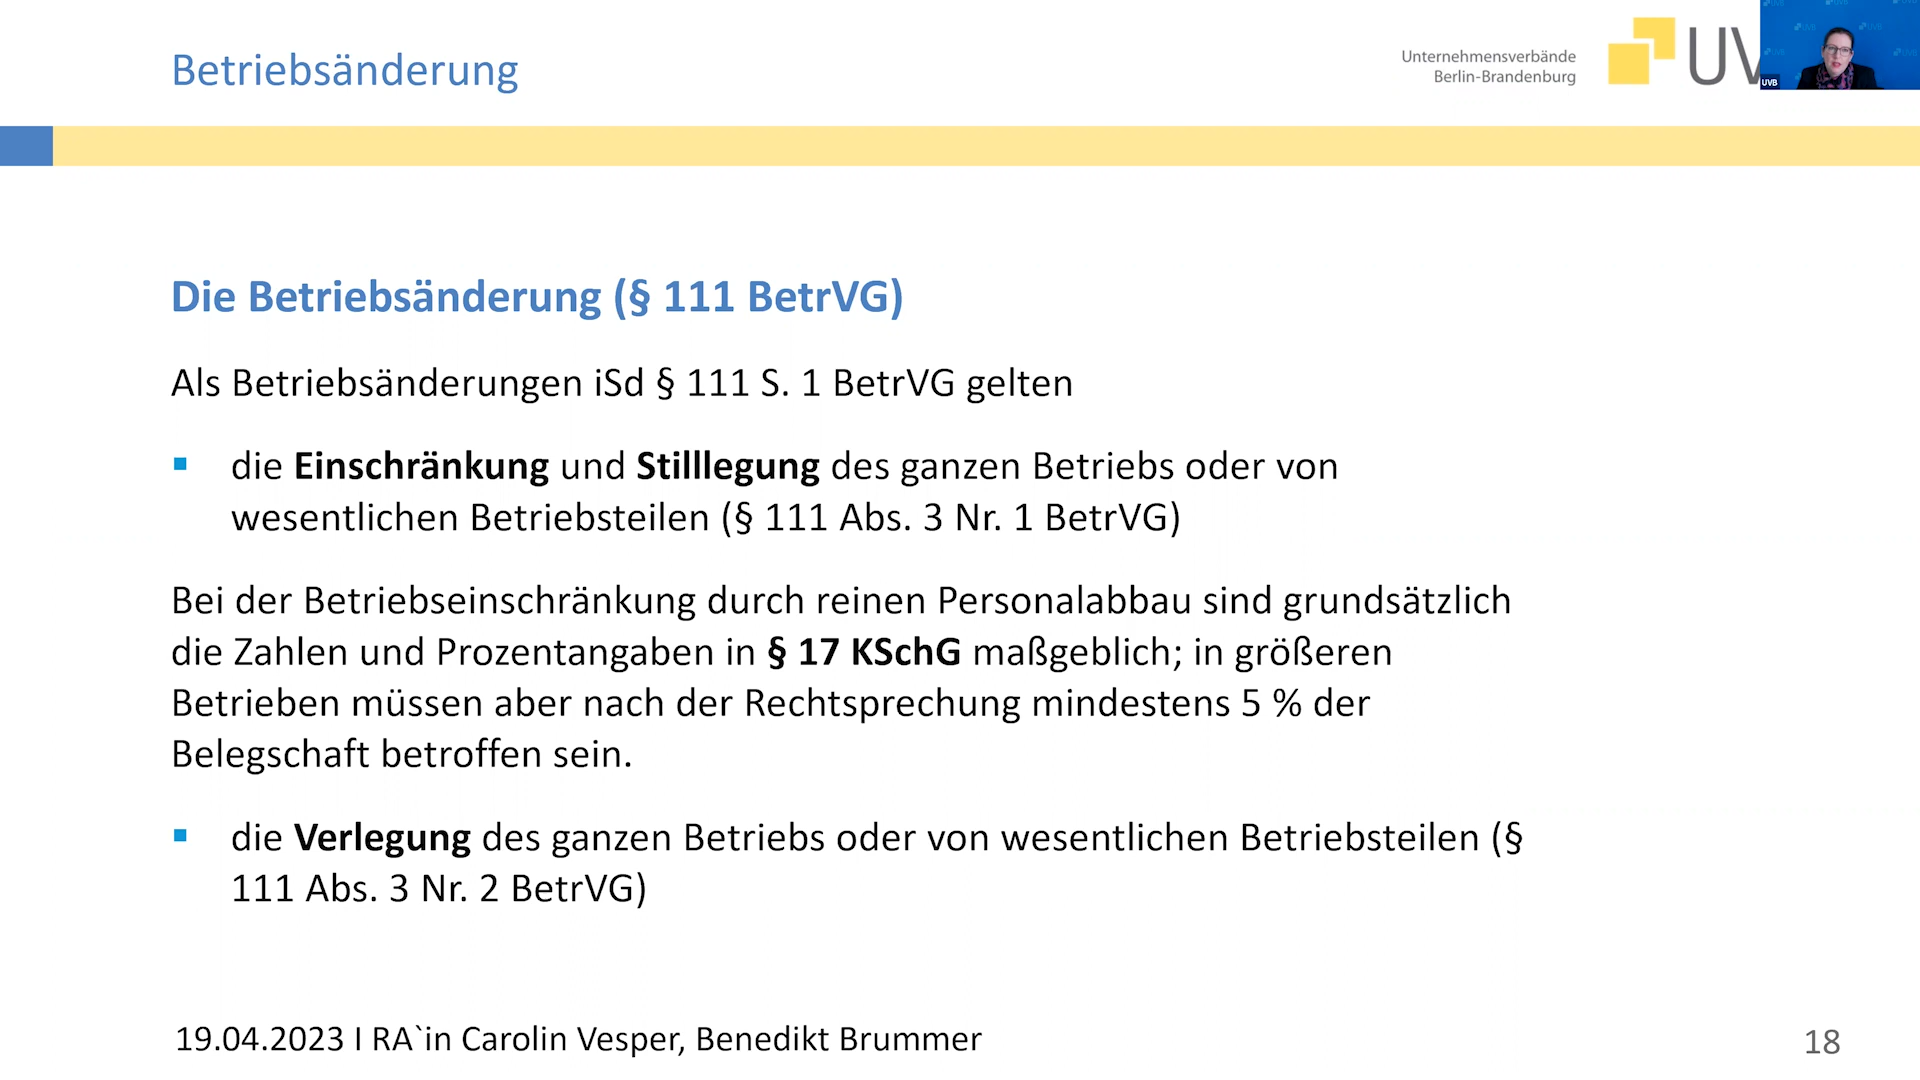 Betriebsänderung
Unternehmensverbände
Berlin-Brandenburg
UV
UVB
Die Betriebsänderung (§ 111 BetrVG)
Als Betriebsänderungen iSd § 111 S. 1 BetrVG gelten
▪ die Einschränkung und Stilllegung des ganzen Betriebs oder von
wesentlichen Betriebsteilen (§ 111 Abs. 3 Nr. 1 BetrVG)
Bei der Betriebseinschränkung durch reinen Personalabbau sind grundsätzlich
die Zahlen und Prozentangaben in § 17 KSchG maßgeblich; in größeren
Betrieben müssen aber nach der Rechtsprechung mindestens 5 % der
Belegschaft betroffen sein.
▪ die Verlegung des ganzen Betriebs oder von wesentlichen Betriebsteilen (§
111 Abs. 3 Nr. 2 BetrVG)
19.04.2023 I RA`in Carolin Vesper, Benedikt Brummer
18